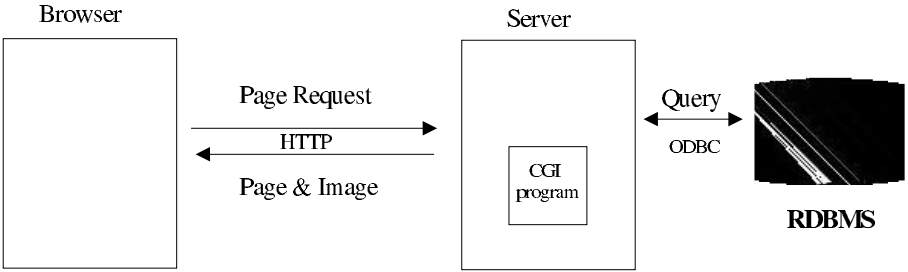 Browser
Server
Page Request
HTTP
Page & Image
CGI
program
Query
ODBC
RDBMS